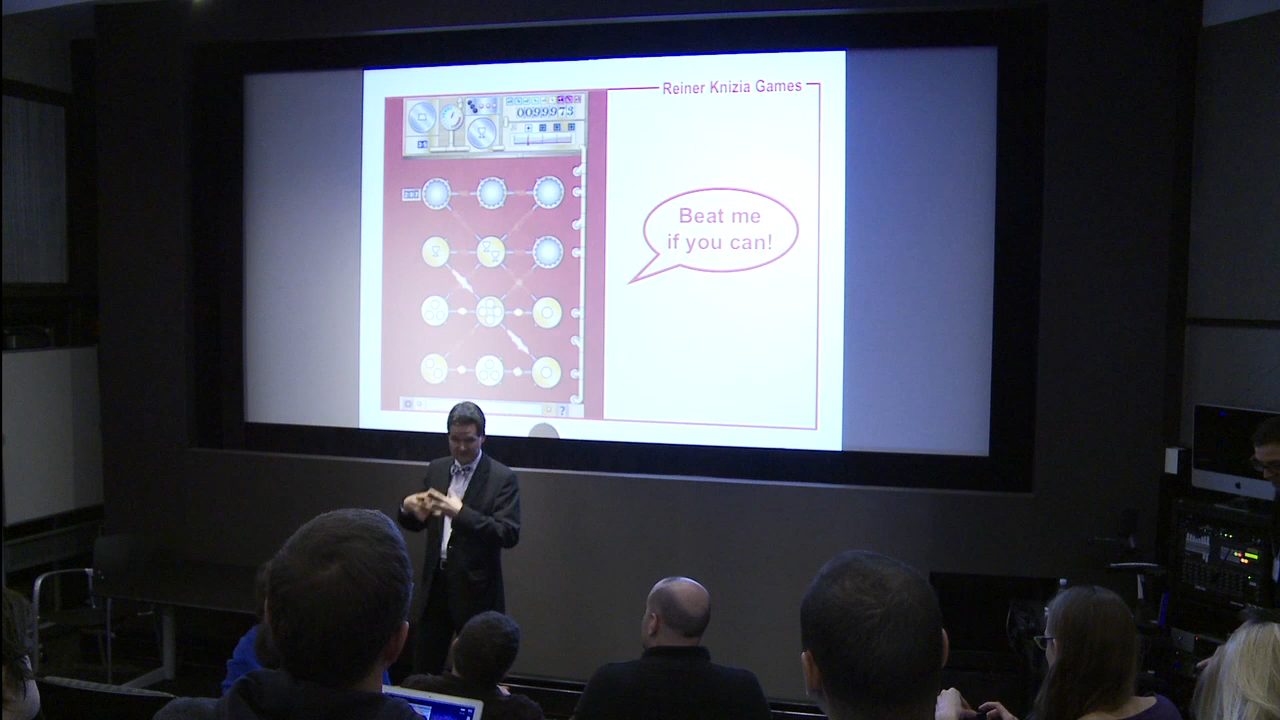 Reiner Knizia Games
0099973
Beat me
if you can!
?